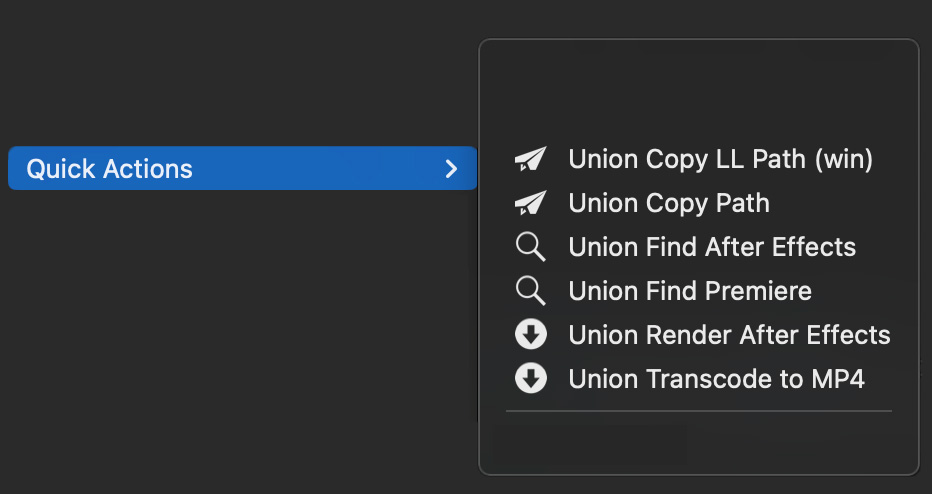 Quick Actions
Union Copy LL Path (win)
Union Copy Path
Union Find After Effects
Union Find Premiere
Union Render After Effects
Union Transcode to MP4